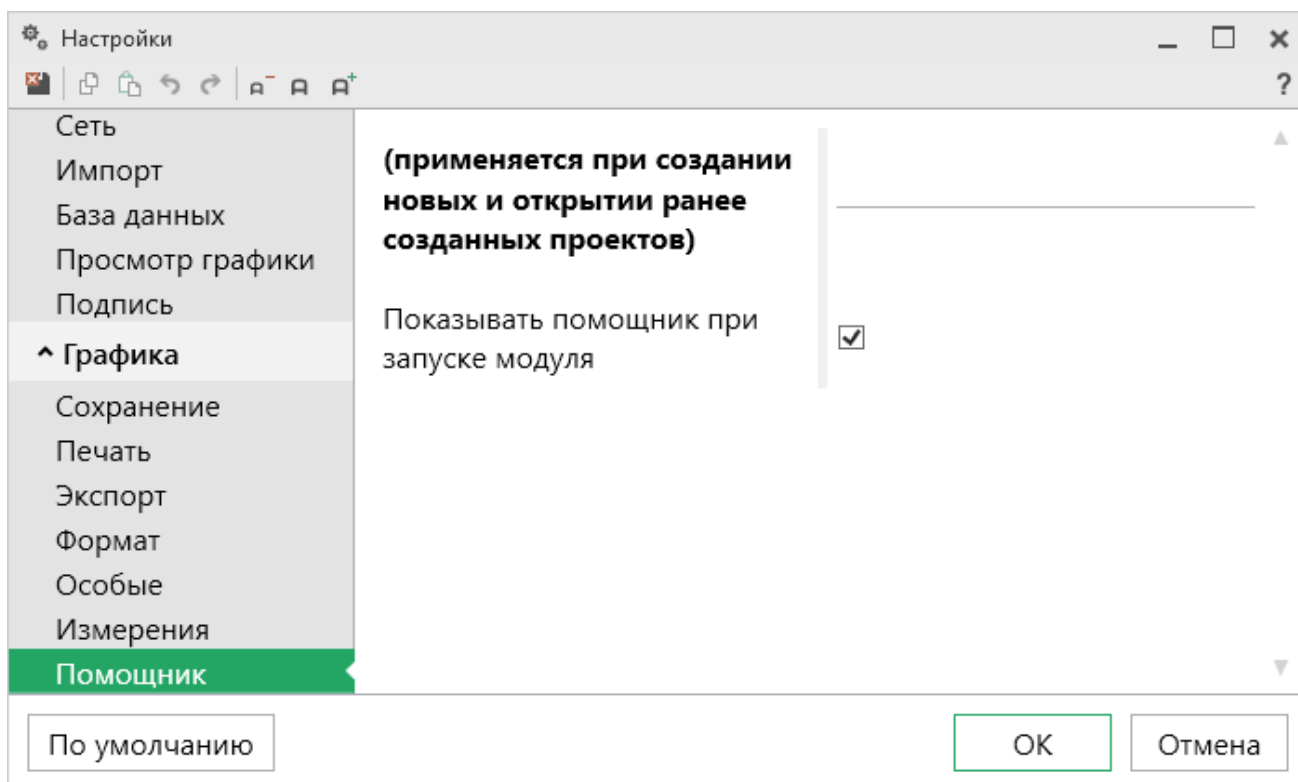 Настройки
?
Сеть
Импорт
База данных
Просмотр графики
Подпись
Графика
Сохранение
Печать
Экспорт
Формат
Особые
Измерения
Помощник
(применяется при создании
новых и открытии ранее
созданных проектов)
Показывать помощник при
запуске модуля
По умолчанию
ОК
Отмена